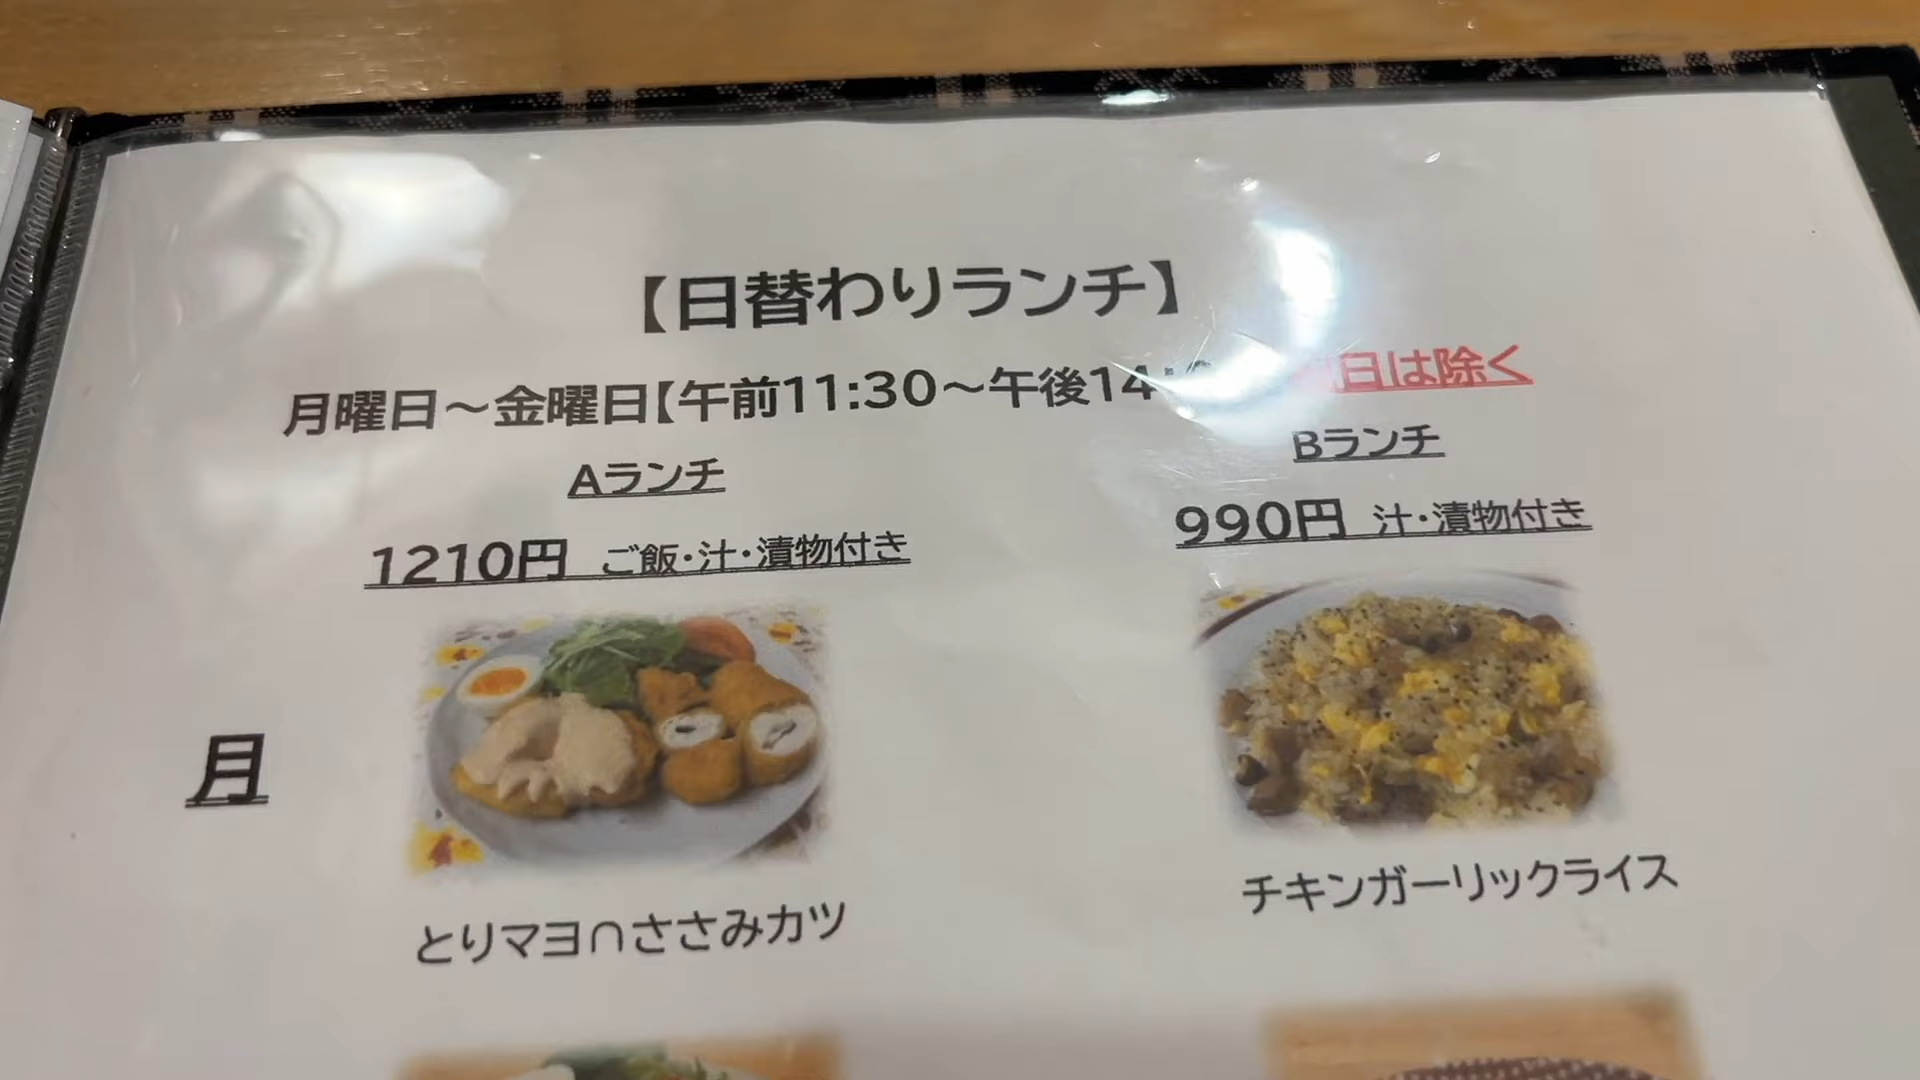 【日替わりランチ】
月曜日～金曜日【午前11:30～午後14 日は除く
Aランチ
Bランチ
1210円 ご飯・汁・漬物付き
990円 汁・漬物付き
月
とりマヨ∩ささみカツ
チキンガーリックライス